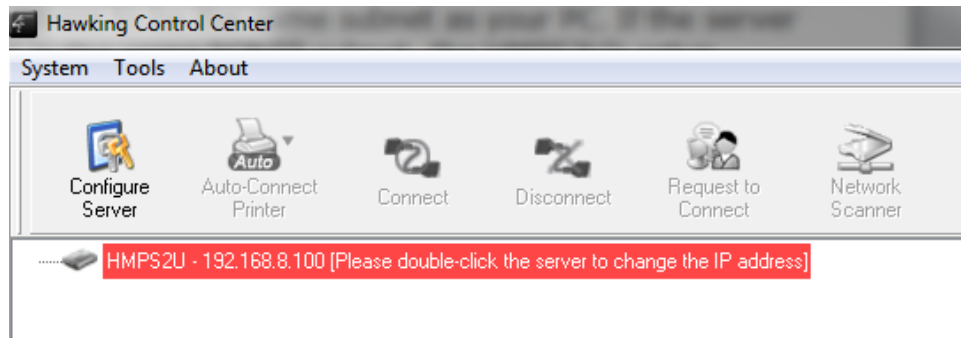 Hawking Control Center
System Tools About
Configure
Server
Auto
Auto-Connect
Printer
Connect
Disconnect
Request to
Connect
Network
Scanner
HMPS2U - 192.168.8.100 [Please double-click the server to change the IP address]